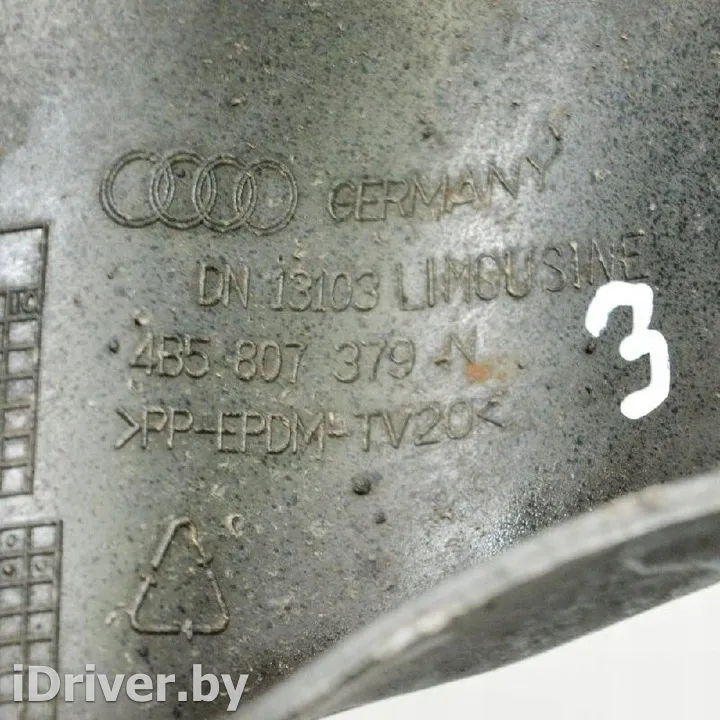 GERMANY
DN 13103 LIMOUSINE
3
4B5 807 379 N
>PP-EPDM-TV20<
iDriver.by